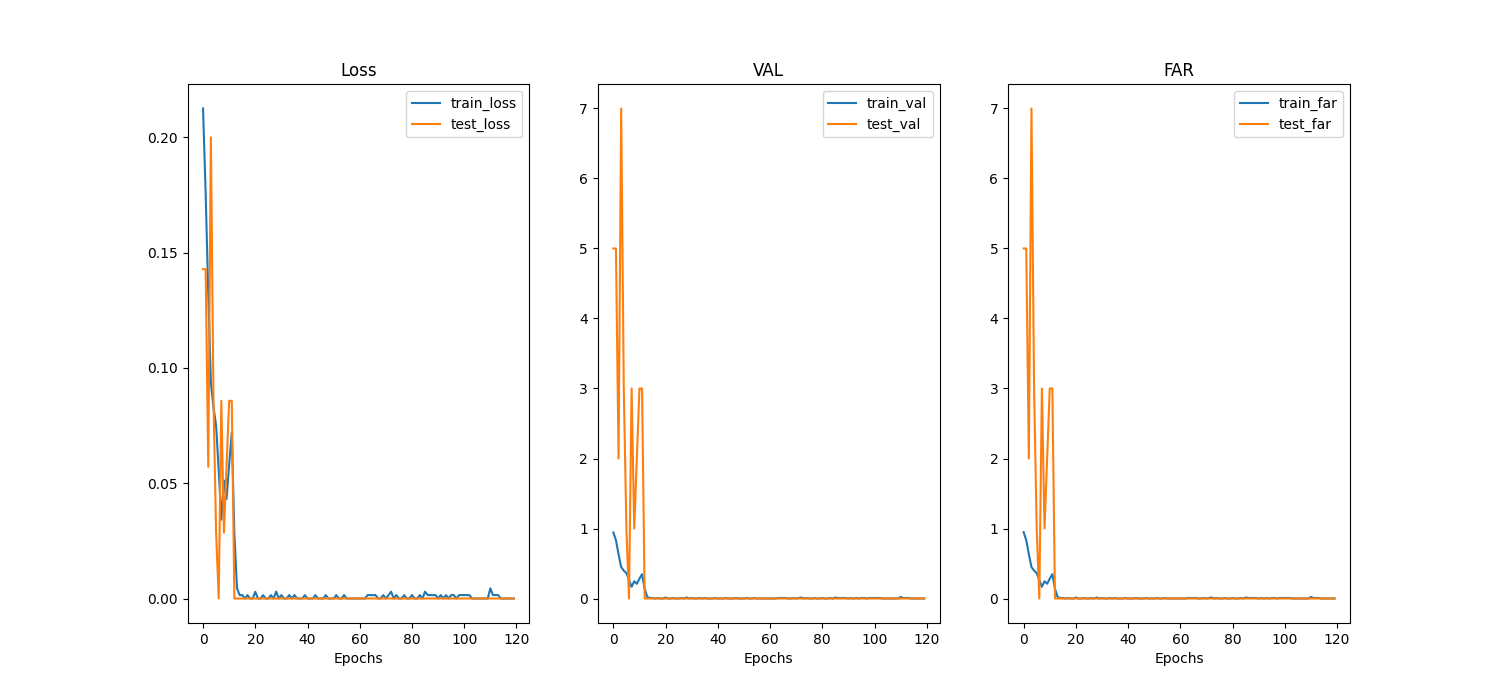 Loss
train_loss
test_loss
0.20
0.15
0.10
0.05
0.00
0 20 40 60 80 100 120
Epochs
VAL
train_val
test_val
7
6
5
4
3
2
1
0
0 20 40 60 80 100 120
Epochs
FAR
train_far
test_far
7
6
5
4
3
2
1
0
0 20 40 60 80 100 120
Epochs